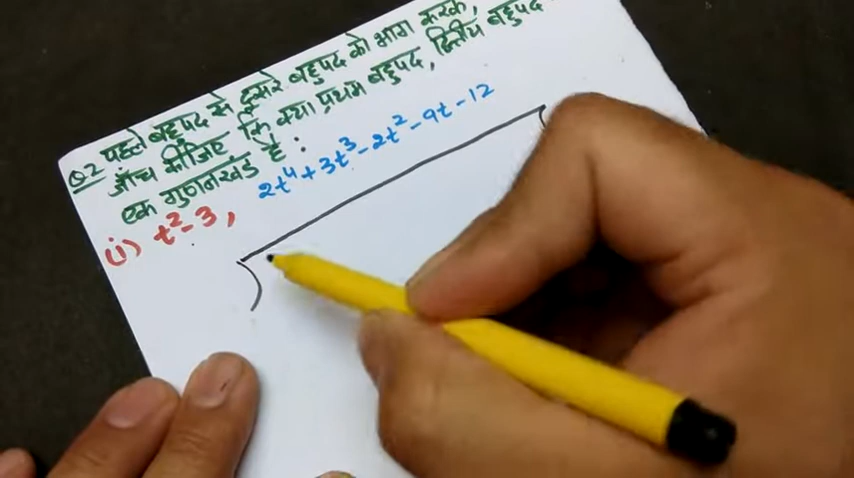 Q.2 पहले बहुपद से दूसरे बहुपद को भाग करके,
जाँच कीजिए कि क्या प्रथम बहुपद, द्वितीय बहुपद
एक गुणनखंड है :
(i) t² - 3, 2t⁴ + 3t³ - 2t² - 9t - 12